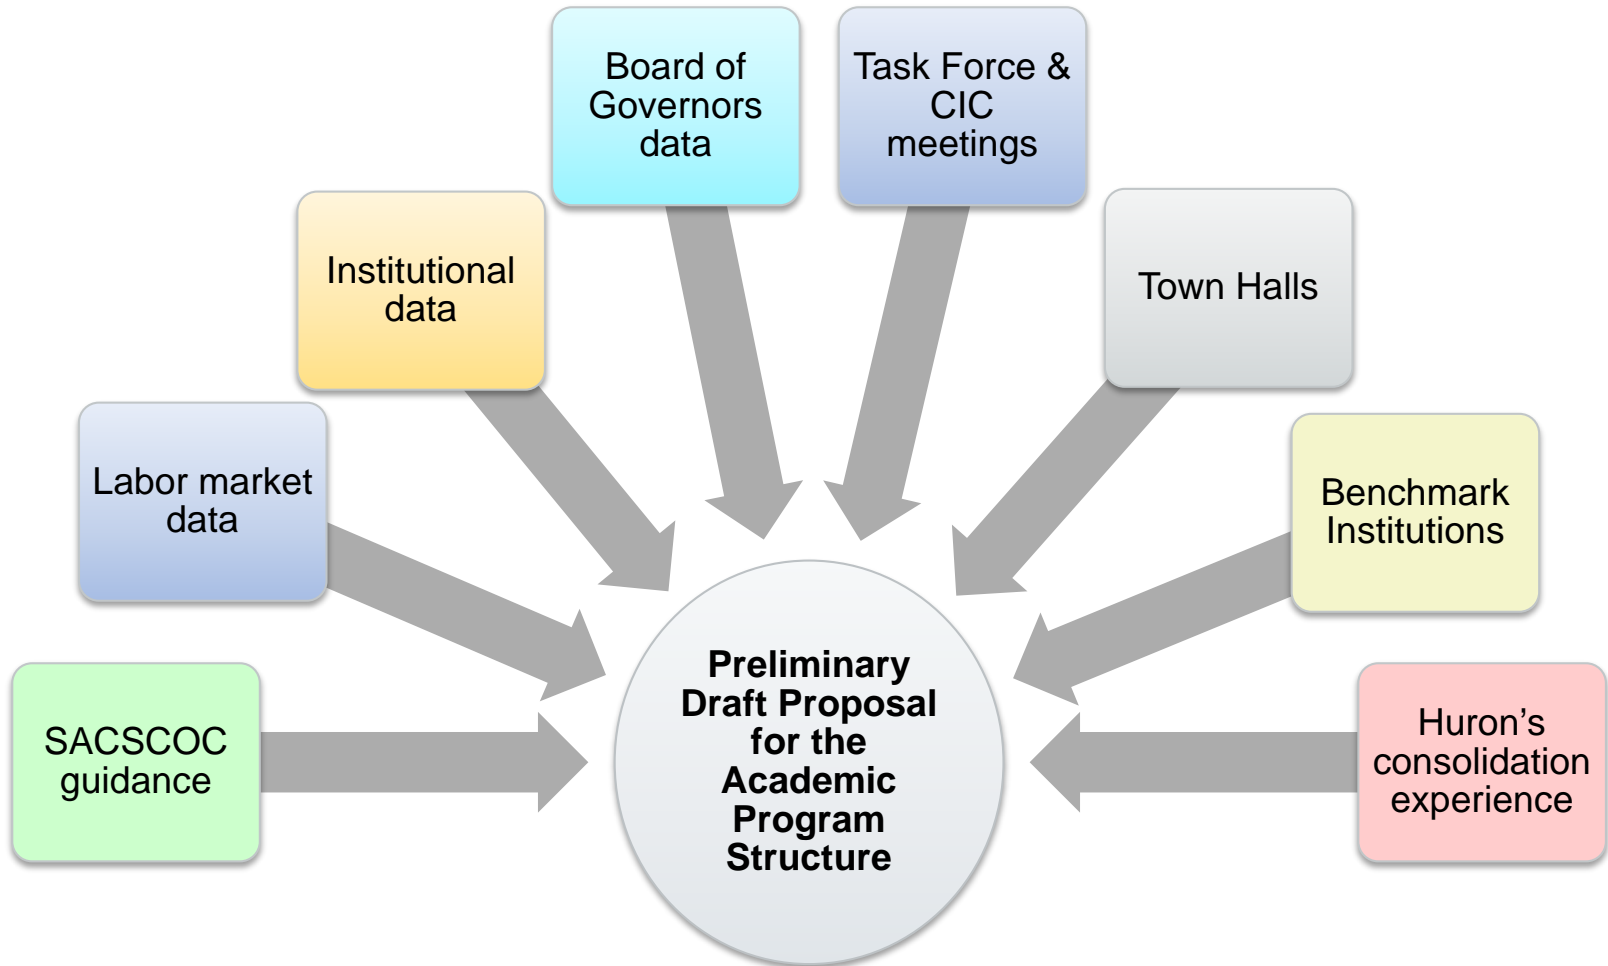 Board of
Governors
data
Task Force &
CIC
meetings
Institutional
data
Town Halls
Labor market
data
Benchmark
Institutions
SACSCOC
guidance
Preliminary
Draft Proposal
for the
Academic
Program
Structure
Huron’s
consolidation
experience